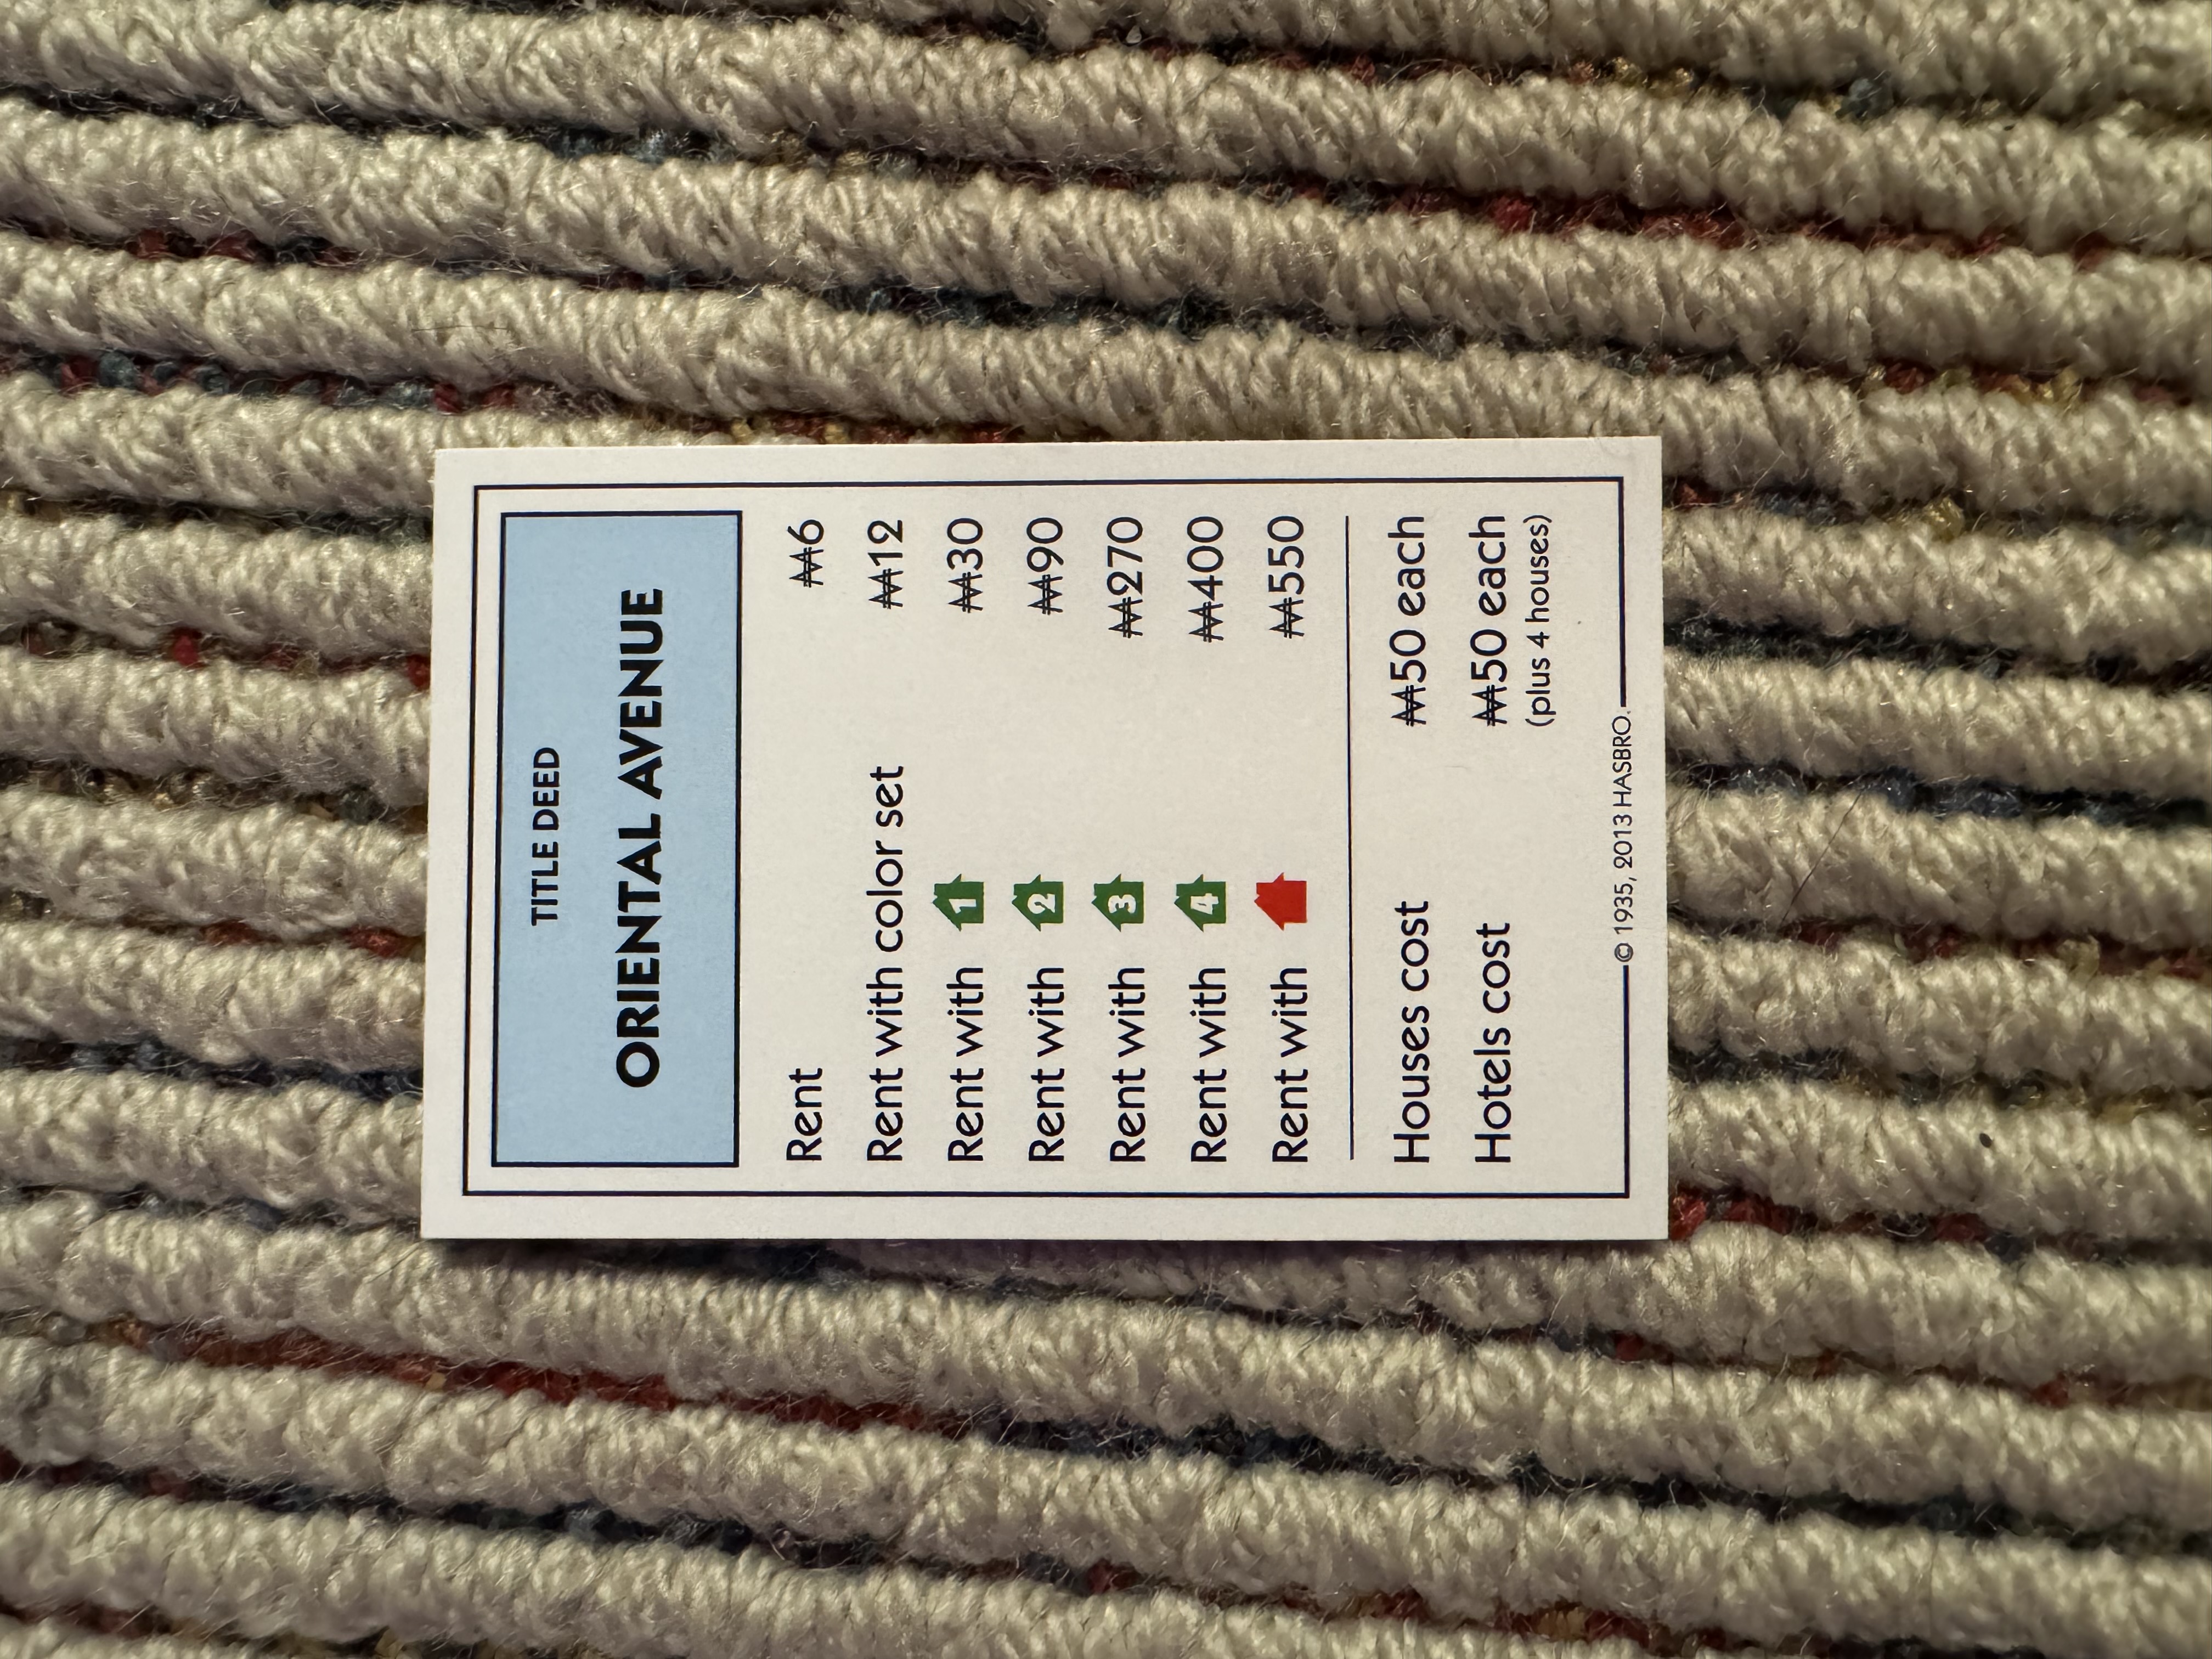 TITLE DEED
ORIENTAL AVENUE
Rent ₩6
Rent with color set ₩12
Rent with 1 ₩30
Rent with 2 ₩90
Rent with 3 ₩270
Rent with 4 ₩400
Rent with ₩550
Houses cost ₩50 each
Hotels cost ₩50 each
(plus 4 houses)
© 1935, 2013 HASBRO.